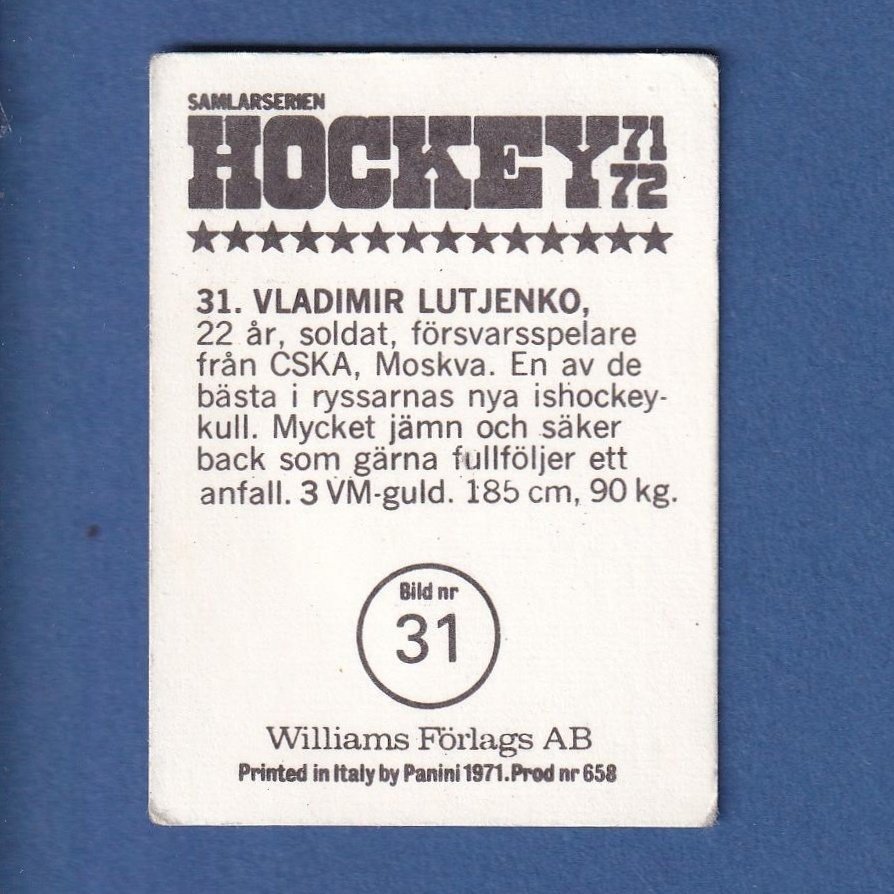 SAMLARSERIEN
HOCKEY 71
72
31. VLADIMIR LUTJENKO,
22 år, soldat, försvarsspelare
från CSKA, Moskva. En av de
bästa i ryssarnas nya ishockey-
kull. Mycket jämn och säker
back som gärna fullföljer ett
anfall. 3 VM-guld. 185 cm, 90 kg.
Bild nr
31
Williams Förlags AB
Printed in Italy by Panini 1971. Prod nr 658